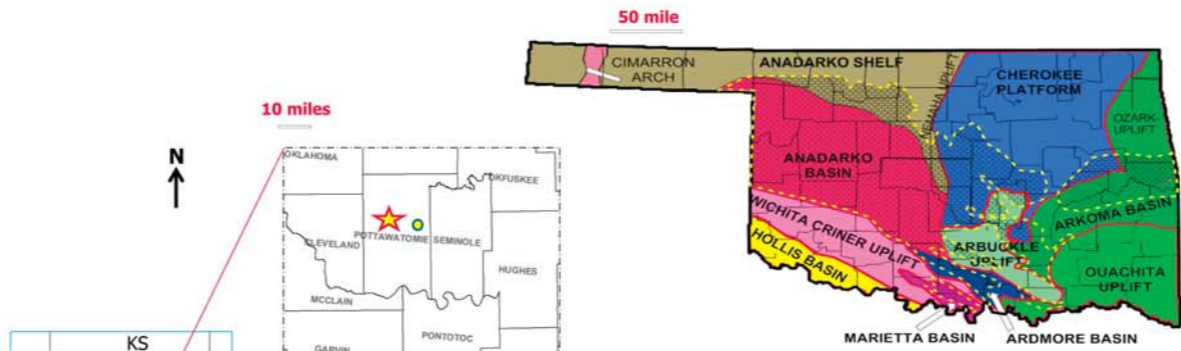 50 mile
CIMARRON
ARCH
ANADARKO SHELF
NEMAHA UPLIFT
CHEROKEE
PLATFORM
OZARK
UPLIFT
ANADARKO
BASIN
WICHITA CRINER UPLIFT
HOLLIS BASIN
ARBUCKLE
UPLIFT
ARKOMA BASIN
OUACHITA
UPLIFT
MARIETTA BASIN
ARDMORE BASIN
10 miles
N
OKLAHOMA
OKFUSKEE
CLEVELAND
POTTAWATOMIE
SEMINOLE
HUGHES
MCCLAIN
PONTOTOC
GARVIN
KS